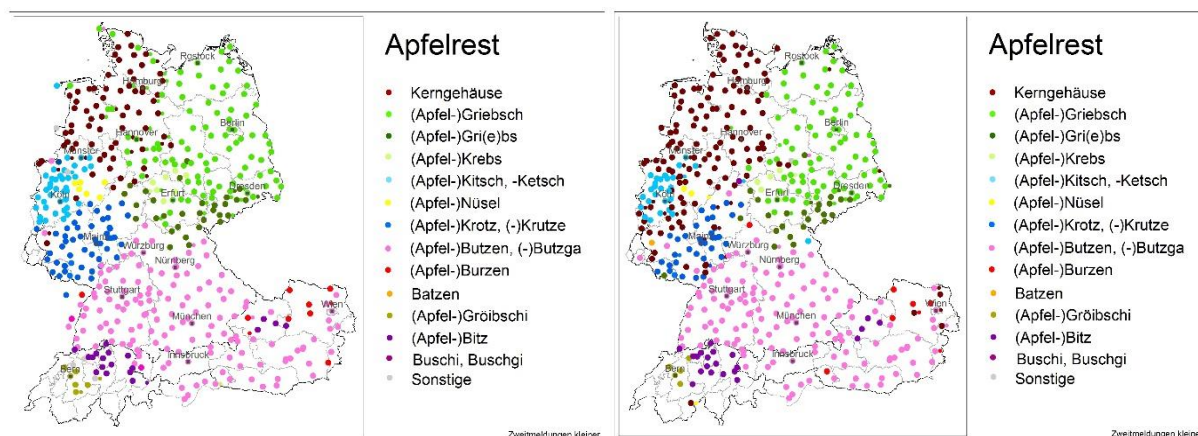 Apfelrest
Kerngehäuse
(Apfel-)Griebsch
(Apfel-)Gri(e)bs
(Apfel-)Krebs
(Apfel-)Kitsch, -Ketsch
(Apfel-)Nüsel
(Apfel-)Krotz, (-)Krutze
(Apfel-)Butzen, (-)Butzga
(Apfel-)Burzen
Batzen
(Apfel-)Gröibschi
(Apfel-)Bitz
Buschi, Buschgi
Sonstige
Zweitmeldungen kleiner
Rostock
Hamburg
Hannover
Berlin
Münster
Köln
Erfurt
Dresden
Mainz
Würzburg
Nürnberg
Stuttgart
München
Wien
Innsbruck
Bern
Apfelrest
Kerngehäuse
(Apfel-)Griebsch
(Apfel-)Gri(e)bs
(Apfel-)Krebs
(Apfel-)Kitsch, -Ketsch
(Apfel-)Nüsel
(Apfel-)Krotz, (-)Krutze
(Apfel-)Butzen, (-)Butzga
(Apfel-)Burzen
Batzen
(Apfel-)Gröibschi
(Apfel-)Bitz
Buschi, Buschgi
Sonstige
Zweitmeldungen kleiner
Rostock
Hamburg
Hannover
Berlin
Münster
Köln
Erfurt
Dresden
Mainz
Würzburg
Nürnberg
Stuttgart
München
Wien
Innsbruck
Bern